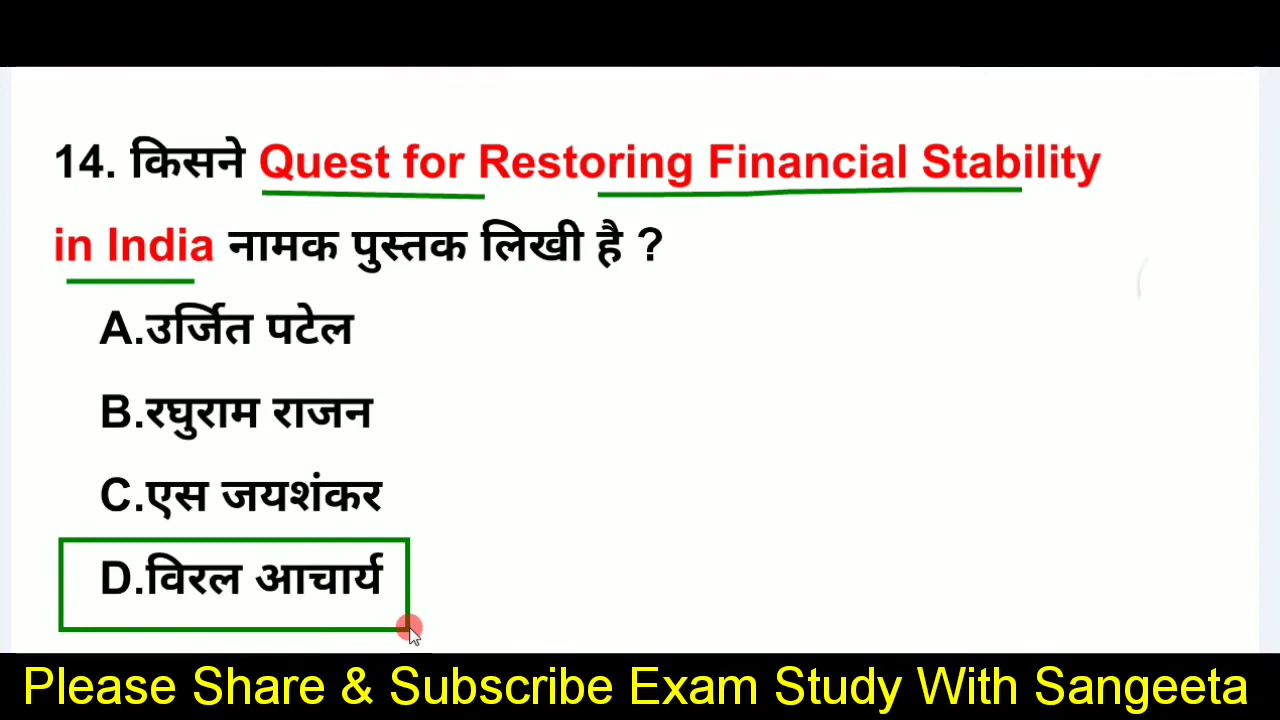 14. किसने Quest for Restoring Financial Stability
in India नामक पुस्तक लिखी है ?
A.उर्जित पटेल
B.रघुराम राजन
C.एस जयशंकर
D.विरल आचार्य
Please Share & Subscribe Exam Study With Sangeeta